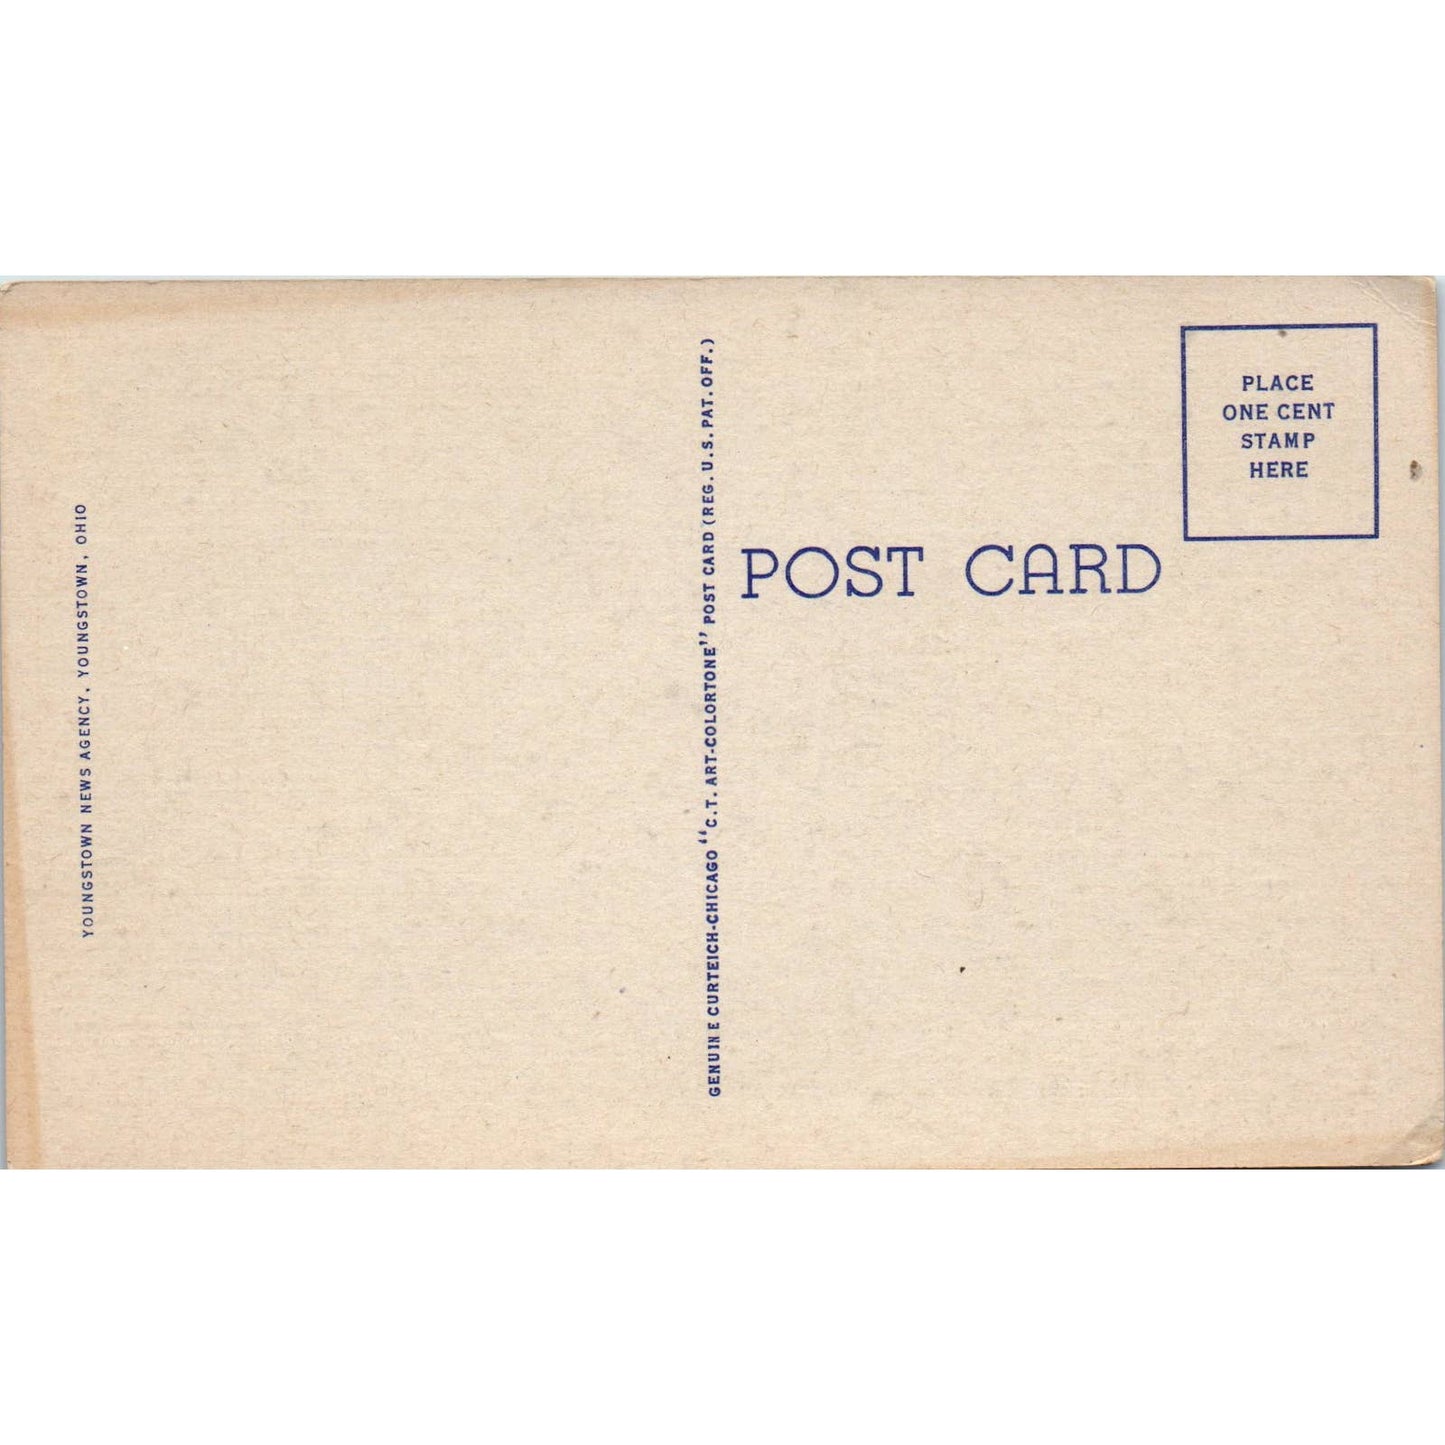 YOUNGSTOWN NEWS AGENCY, YOUNGSTOWN, OHIO
GENUINE CURTEICH-CHICAGO "C.T. ART-COLORTONE" POST CARD (REG. U.S. PAT. OFF.)
PLACE
ONE CENT
STAMP
HERE
POST CARD